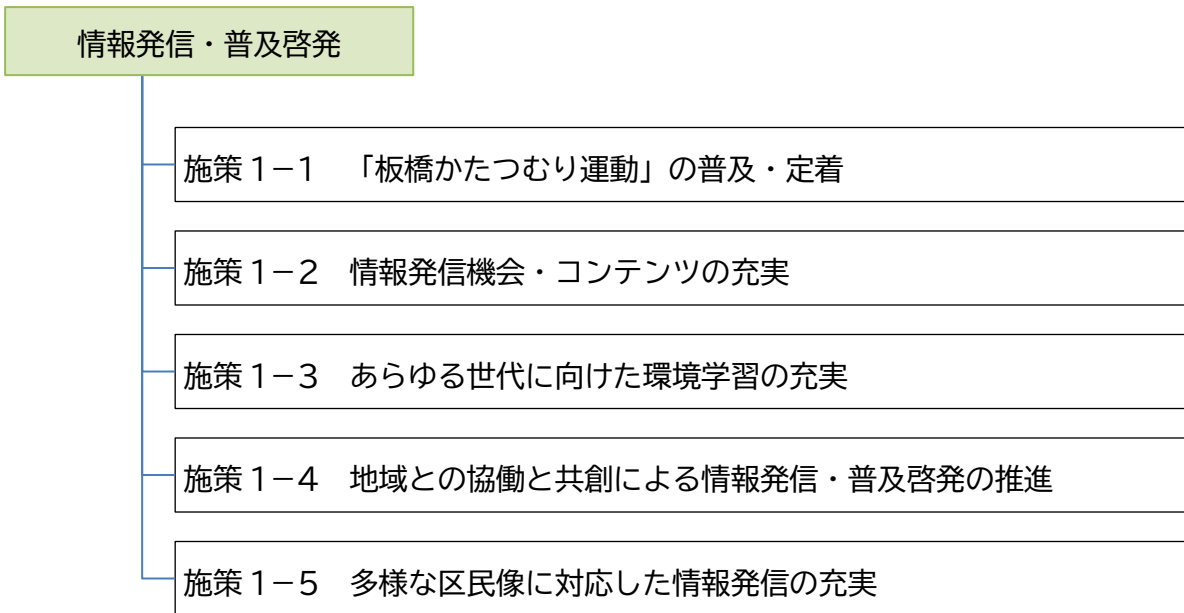 情報発信・普及啓発
施策１－１　「板橋かたつむり運動」の普及・定着
施策１－２　情報発信機会・コンテンツの充実
施策１－３　あらゆる世代に向けた環境学習の充実
施策１－４　地域との協働と共創による情報発信・普及啓発の推進
施策１－５　多様な区民像に対応した情報発信の充実